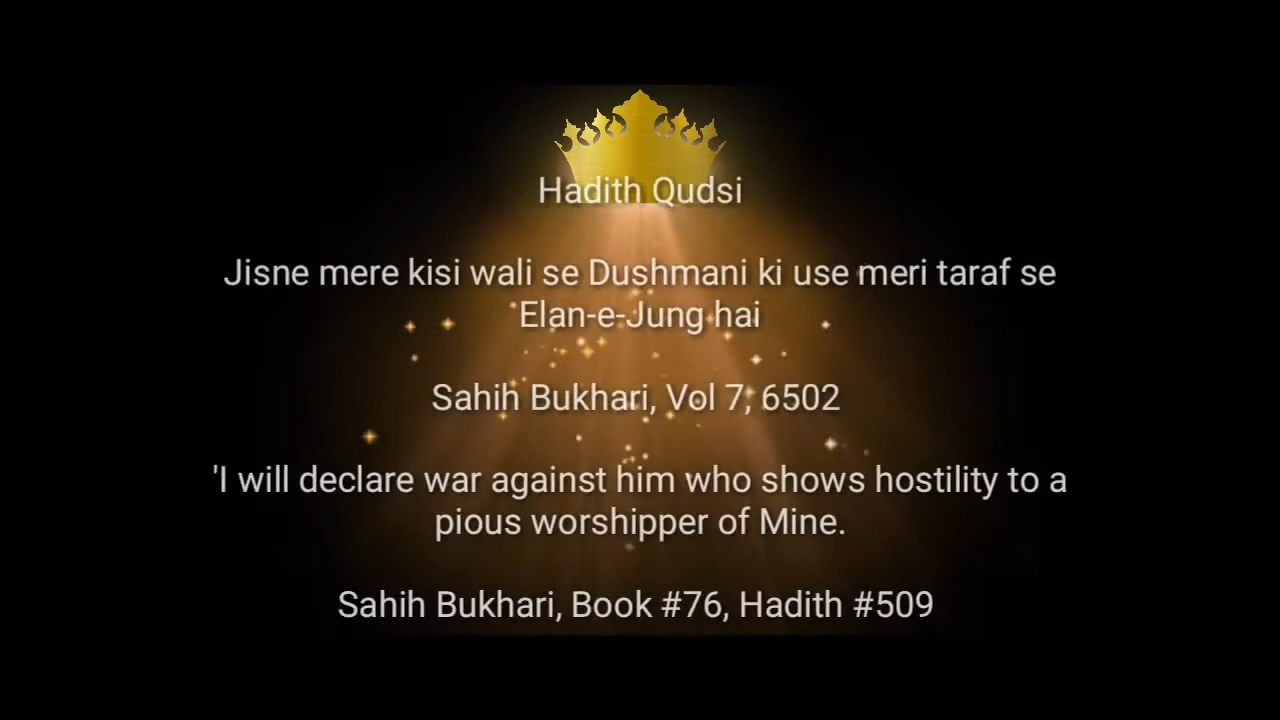 Hadith Qudsi
Jisne mere kisi wali se Dushmani ki use meri taraf se
Elan-e-Jung hai
Sahih Bukhari, Vol 7, 6502
'I will declare war against him who shows hostility to a
pious worshipper of Mine.
Sahih Bukhari, Book #76, Hadith #509